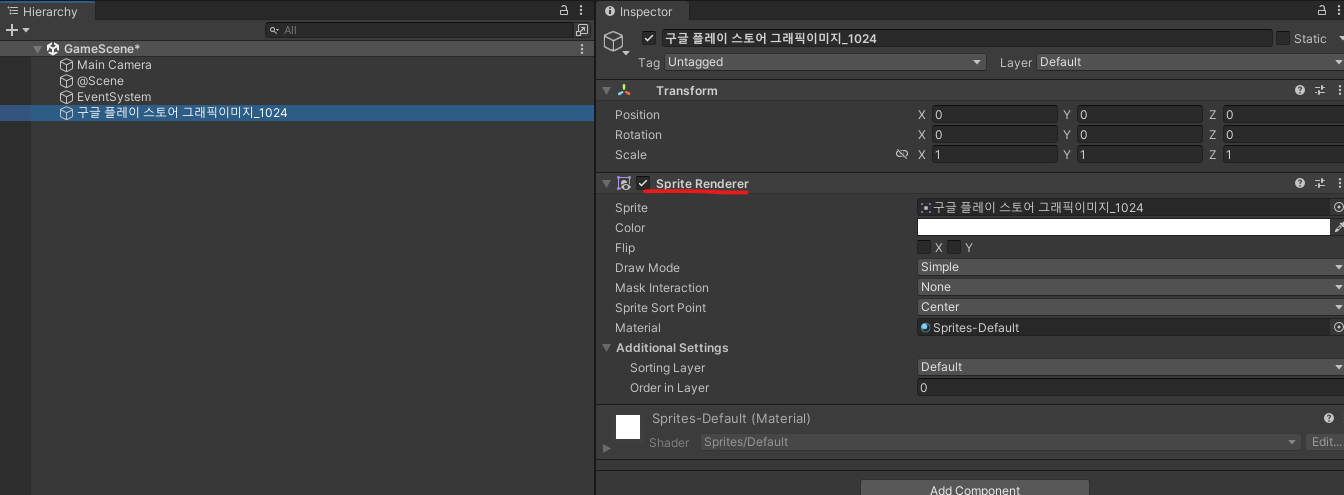 Hierarchy
All
GameScene*
Main Camera
@Scene
EventSystem
구글 플레이 스토어 그래픽이미지_1024
Inspector
구글 플레이 스토어 그래픽이미지_1024 Static
Tag Untagged Layer Default
Transform
Position X 0 Y 0 Z 0
Rotation X 0 Y 0 Z 0
Scale X 1 Y 1 Z 1
Sprite Renderer
Sprite 구글 플레이 스토어 그래픽이미지_1024
Color
Flip X Y
Draw Mode Simple
Mask Interaction None
Sprite Sort Point Center
Material Sprites-Default
Additional Settings
Sorting Layer Default
Order in Layer 0
Sprites-Default (Material)
Shader Sprites/Default Edit...
Add Component